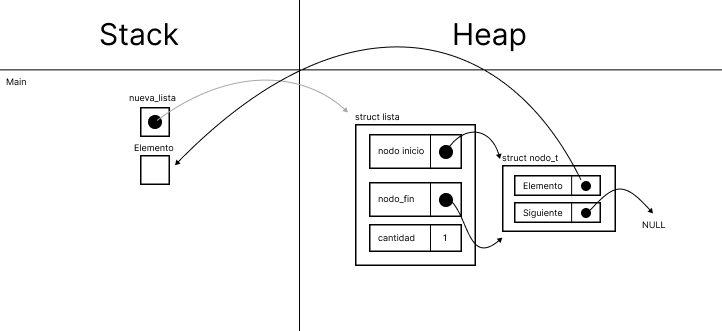 Stack
Heap
Main
nueva_lista
Elemento
struct lista
nodo inicio
nodo_fin
cantidad 1
struct nodo_t
Elemento
Siguiente
NULL